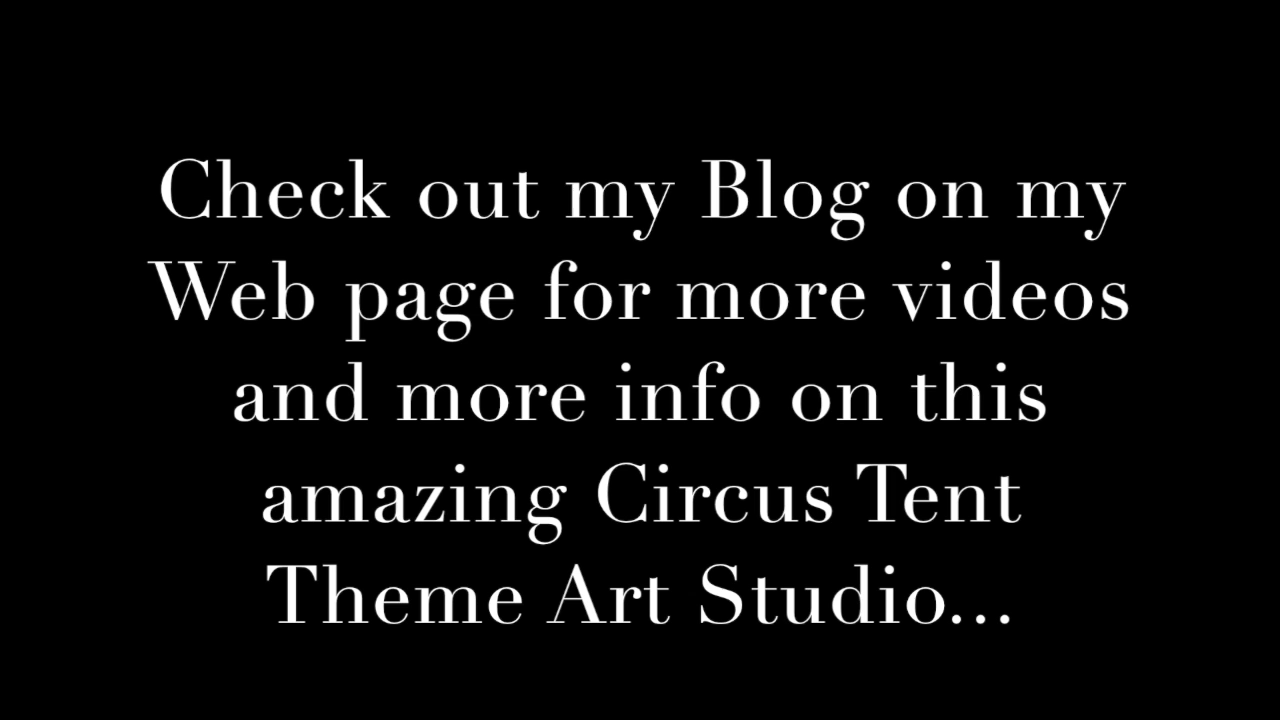 Check out my Blog on my
Web page for more videos
and more info on this
amazing Circus Tent
Theme Art Studio...